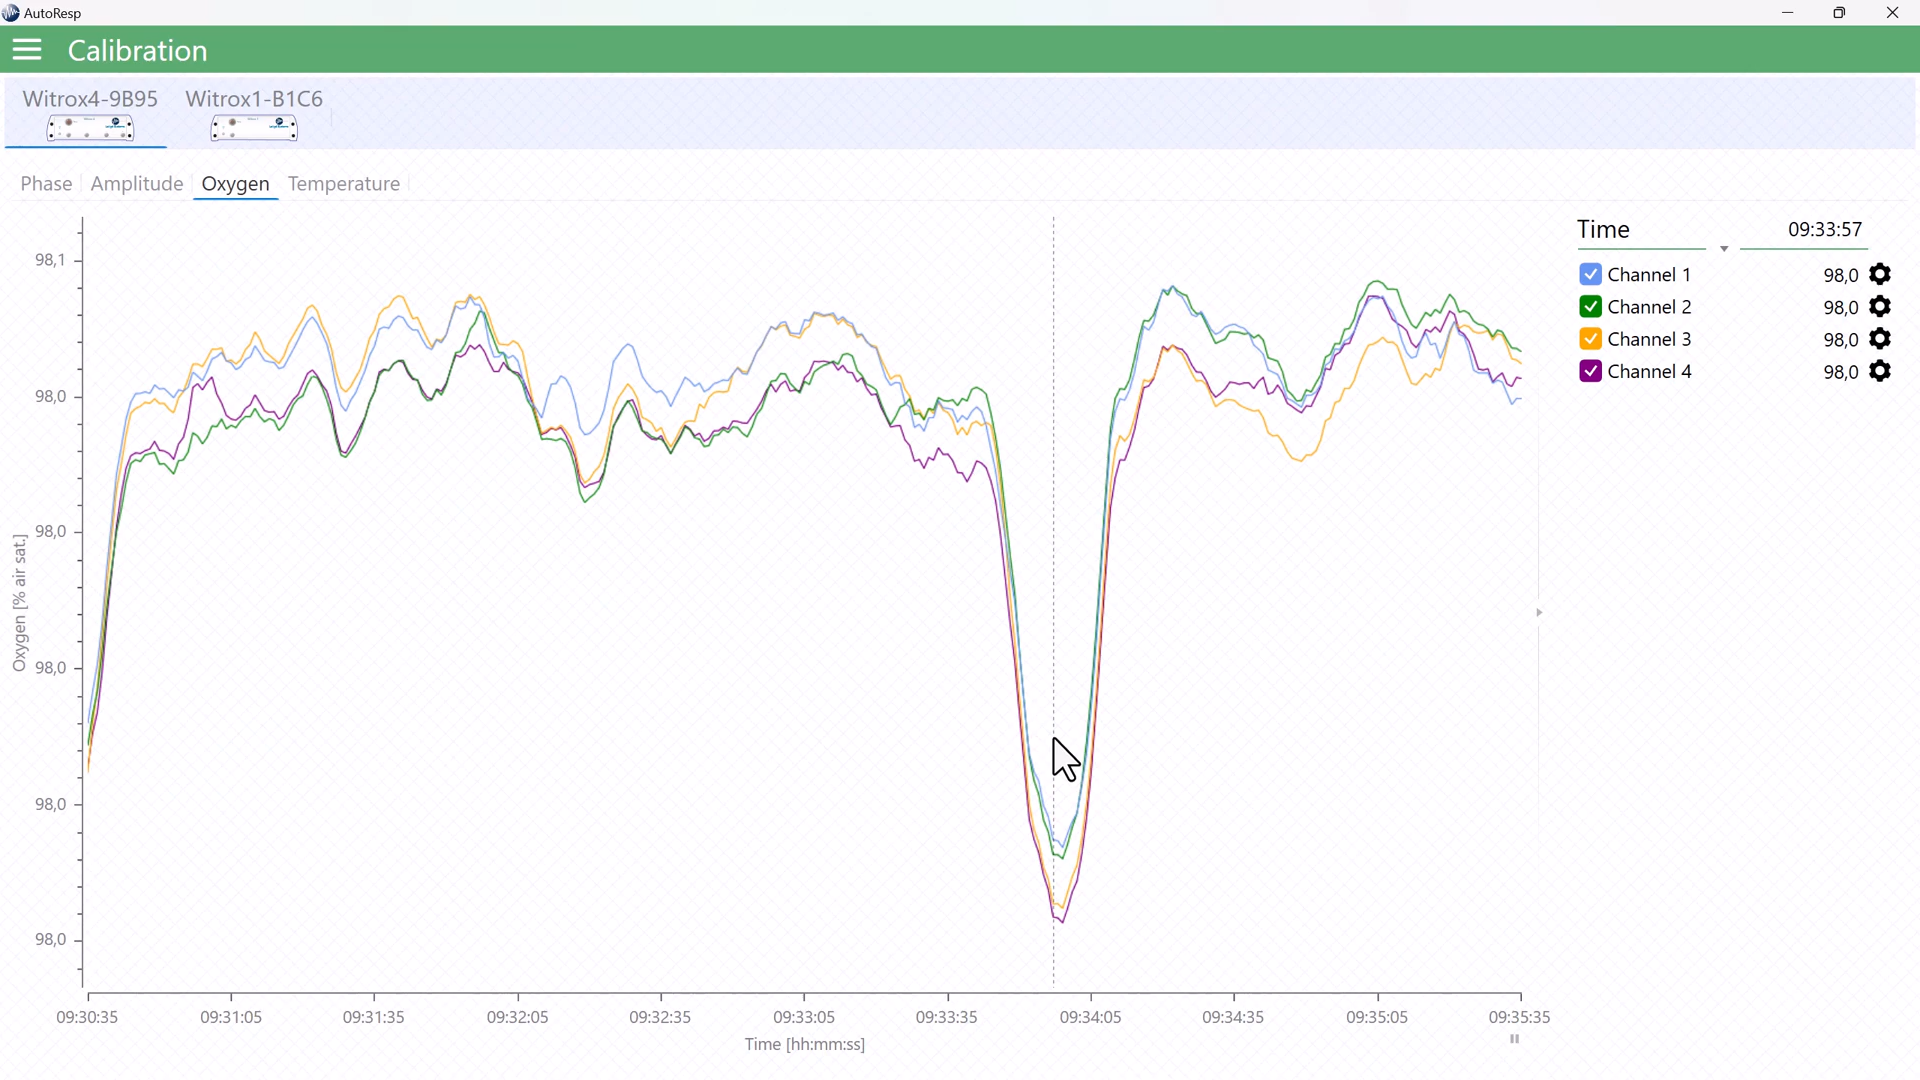 AutoResp
Calibration
Witrox4-9B95 Witrox1-B1C6
Phase Amplitude Oxygen Temperature
Time 09:33:57
Channel 1 98,0
Channel 2 98,0
Channel 3 98,0
Channel 4 98,0
98,1
98,0
98,0
98,0
98,0
98,0
Oxygen [% air sat.]
09:30:35 09:31:05 09:31:35 09:32:05 09:32:35 09:33:05 09:33:35 09:34:05 09:34:35 09:35:05 09:35:35
Time [hh:mm:ss]